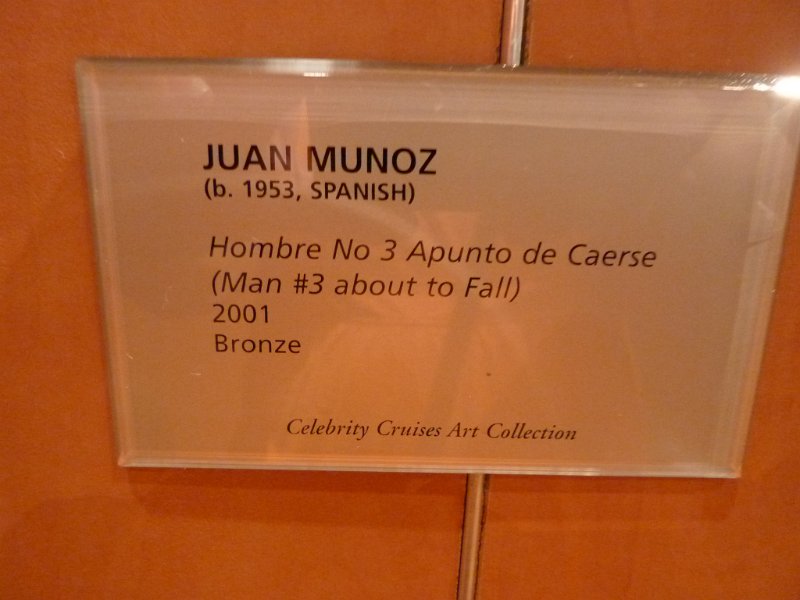 JUAN MUNOZ
(b. 1953, SPANISH)
Hombre No 3 Apunto de Caerse
(Man #3 about to Fall)
2001
Bronze
Celebrity Cruises Art Collection